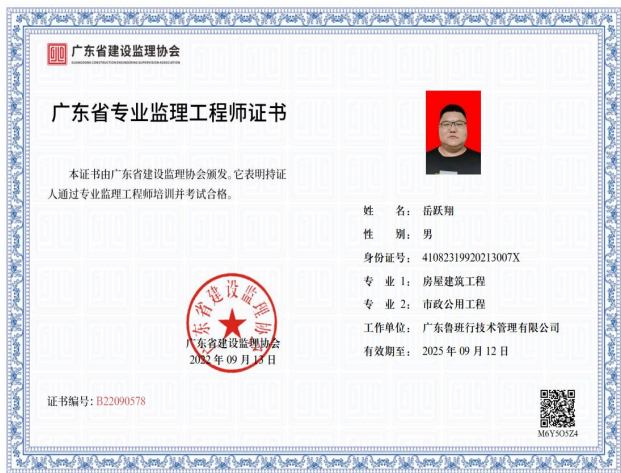 广东省建设监理协会
GUANGDONG CONSTRUCTION ENGINEERING SUPERVISION ASSOCIATION
广东省专业监理工程师证书
本证书由广东省建设监理协会颁发。它表明持证
人通过专业监理工程师培训并考试合格。
姓 名： 岳跃翔
性 别： 男
身份证号： 41082319920213007X
专 业 1： 房屋建筑工程
专 业 2： 市政公用工程
工作单位： 广东鲁班行技术管理有限公司
有效期至： 2025 年 09 月 12 日
广东省建设监理协会
广东省建设监理协会
2022 年 09 月 13 日
证书编号: B22090578
M6Y5O5Z4